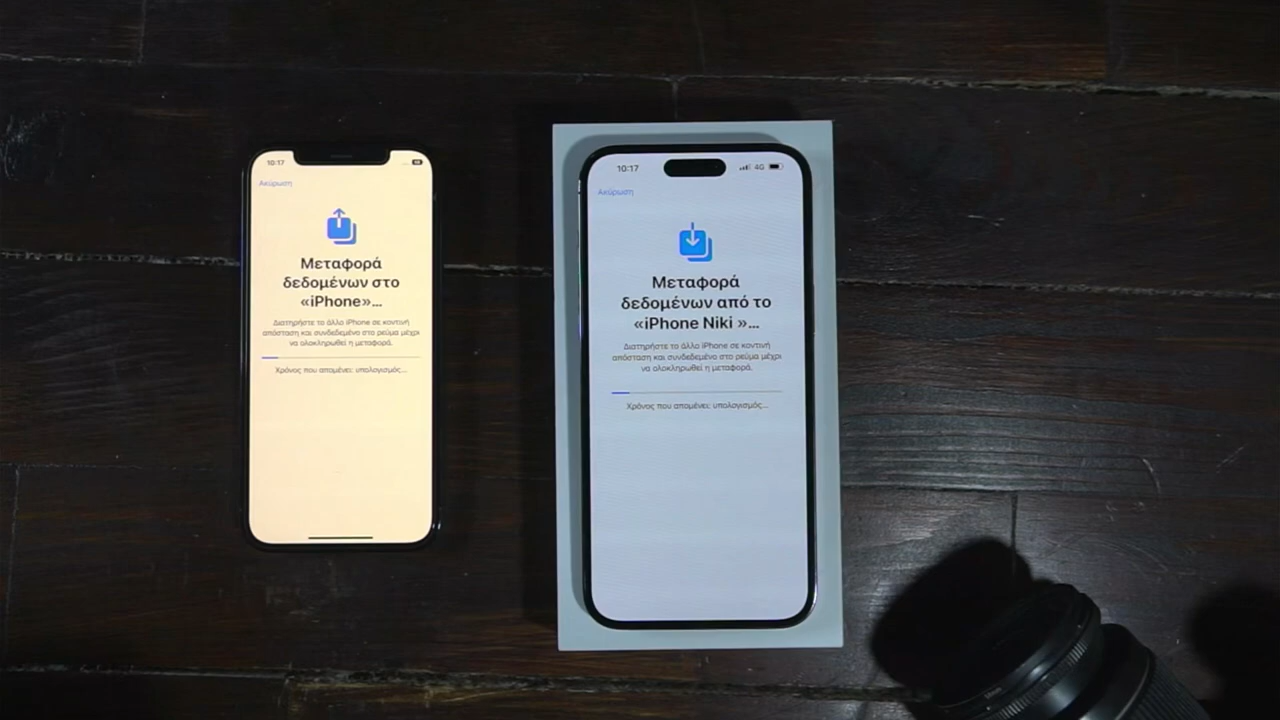 10:17
Ακύρωση
Μεταφορά
δεδομένων στο
«iPhone»...
Διατηρήστε το άλλο iPhone σε κοντινή
απόσταση και συνδεδεμένο στο ρεύμα μέχρι
να ολοκληρωθεί η μεταφορά.
Χρόνος που απομένει: υπολογισμός...
10:17 4G
Ακύρωση
Μεταφορά
δεδομένων από το
«iPhone Niki »...
Διατηρήστε το άλλο iPhone σε κοντινή
απόσταση και συνδεδεμένο στο ρεύμα μέχρι
να ολοκληρωθεί η μεταφορά.
Χρόνος που απομένει: υπολογισμός...